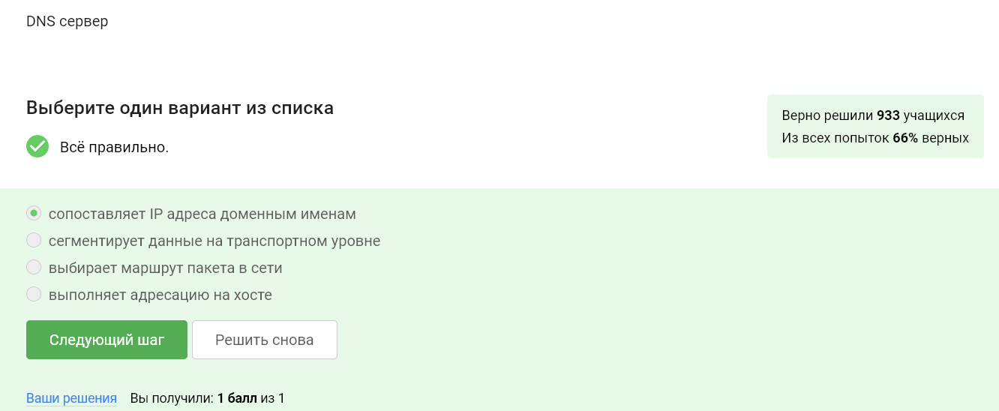 DNS сервер
Выберите один вариант из списка
Всё правильно.
Верно решили 933 учащихся
Из всех попыток 66% верных
сопоставляет IP адреса доменным именам
сегментирует данные на транспортном уровне
выбирает маршрут пакета в сети
выполняет адресацию на хосте
Следующий шаг Решить снова
Ваши решения Вы получили: 1 балл из 1